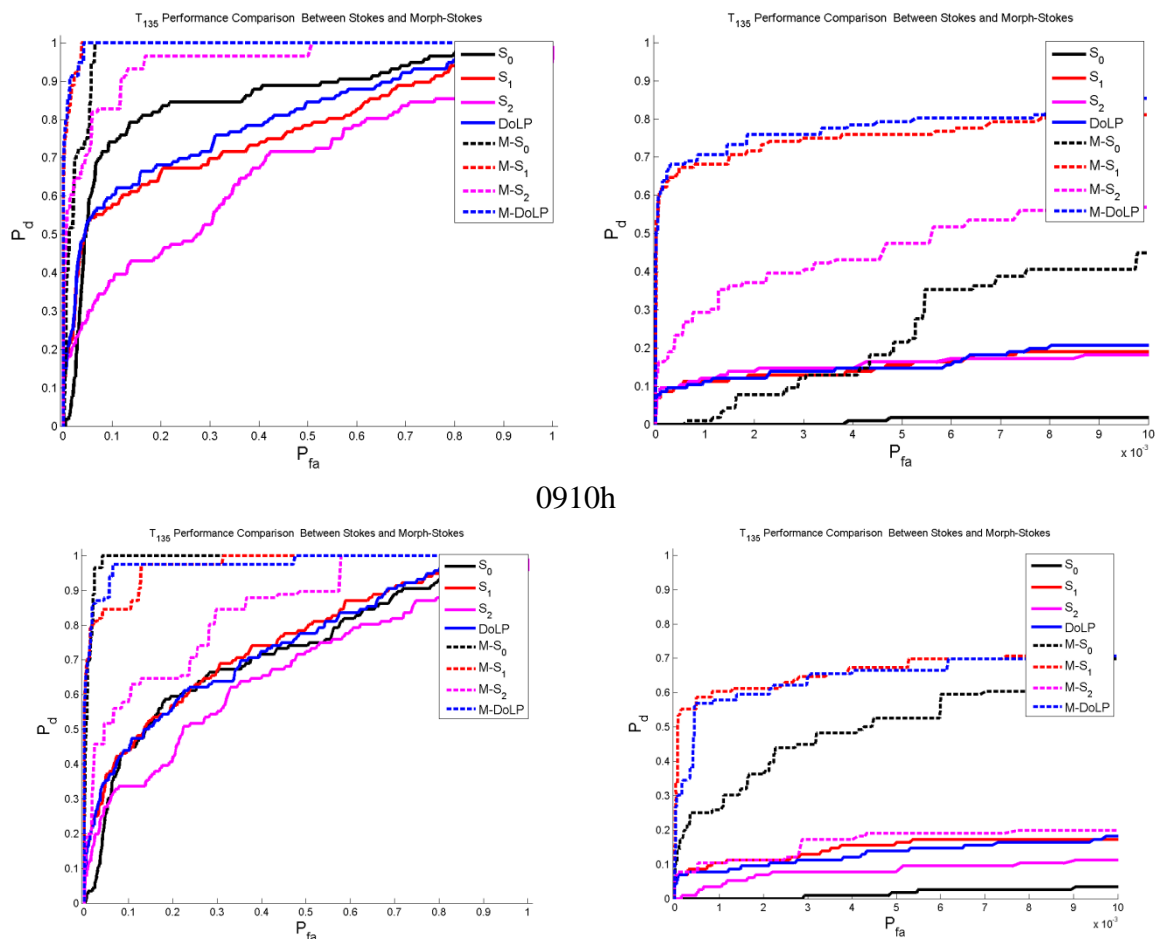 T135 Performance Comparison Between Stokes and Morph-Stokes
Pd
1
0.9
0.8
0.7
0.6
0.5
0.4
0.3
0.2
0.1
0
S0
S1
S2
DoLP
M-S0
M-S1
M-S2
M-DoLP
0 0.1 0.2 0.3 0.4 0.5 0.6 0.7 0.8 0.9 1
Pfa
T135 Performance Comparison Between Stokes and Morph-Stokes
Pd
1
0.9
0.8
0.7
0.6
0.5
0.4
0.3
0.2
0.1
0
S0
S1
S2
DoLP
M-S0
M-S1
M-S2
M-DoLP
0 1 2 3 4 5 6 7 8 9 10
Pfa
x 10-3
0910h
T135 Performance Comparison Between Stokes and Morph-Stokes
Pd
1
0.9
0.8
0.7
0.6
0.5
0.4
0.3
0.2
0.1
0
S0
S1
S2
DoLP
M-S0
M-S1
M-S2
M-DoLP
0 0.1 0.2 0.3 0.4 0.5 0.6 0.7 0.8 0.9 1
Pfa
T135 Performance Comparison Between Stokes and Morph-Stokes
Pd
1
0.9
0.8
0.7
0.6
0.5
0.4
0.3
0.2
0.1
0
S0
S1
S2
DoLP
M-S0
M-S1
M-S2
M-DoLP
0 1 2 3 4 5 6 7 8 9 10
Pfa
x 10-3